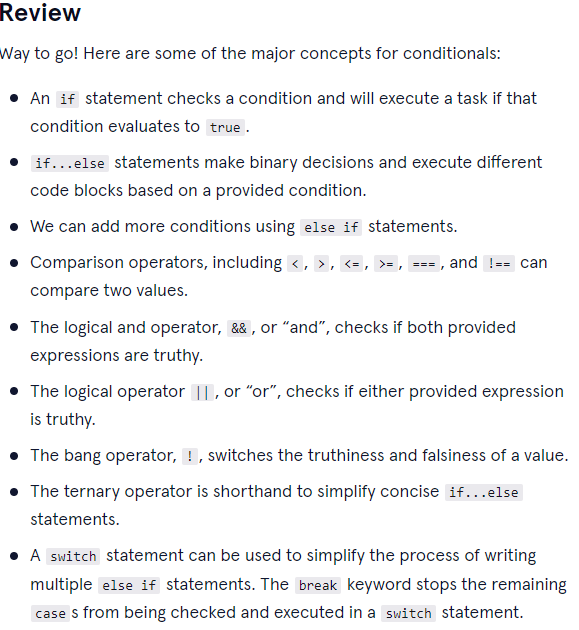 Review
Way to go! Here are some of the major concepts for conditionals:
• An if statement checks a condition and will execute a task if that
condition evaluates to true.
• if...else statements make binary decisions and execute different
code blocks based on a provided condition.
• We can add more conditions using else if statements.
• Comparison operators, including <, >, <=, >=, ===, and !== can
compare two values.
• The logical and operator, &&, or “and”, checks if both provided
expressions are truthy.
• The logical operator ||, or “or”, checks if either provided expression
is truthy.
• The bang operator, !, switches the truthiness and falsiness of a value.
• The ternary operator is shorthand to simplify concise if...else
statements.
• A switch statement can be used to simplify the process of writing
multiple else if statements. The break keyword stops the remaining
cases from being checked and executed in a switch statement.